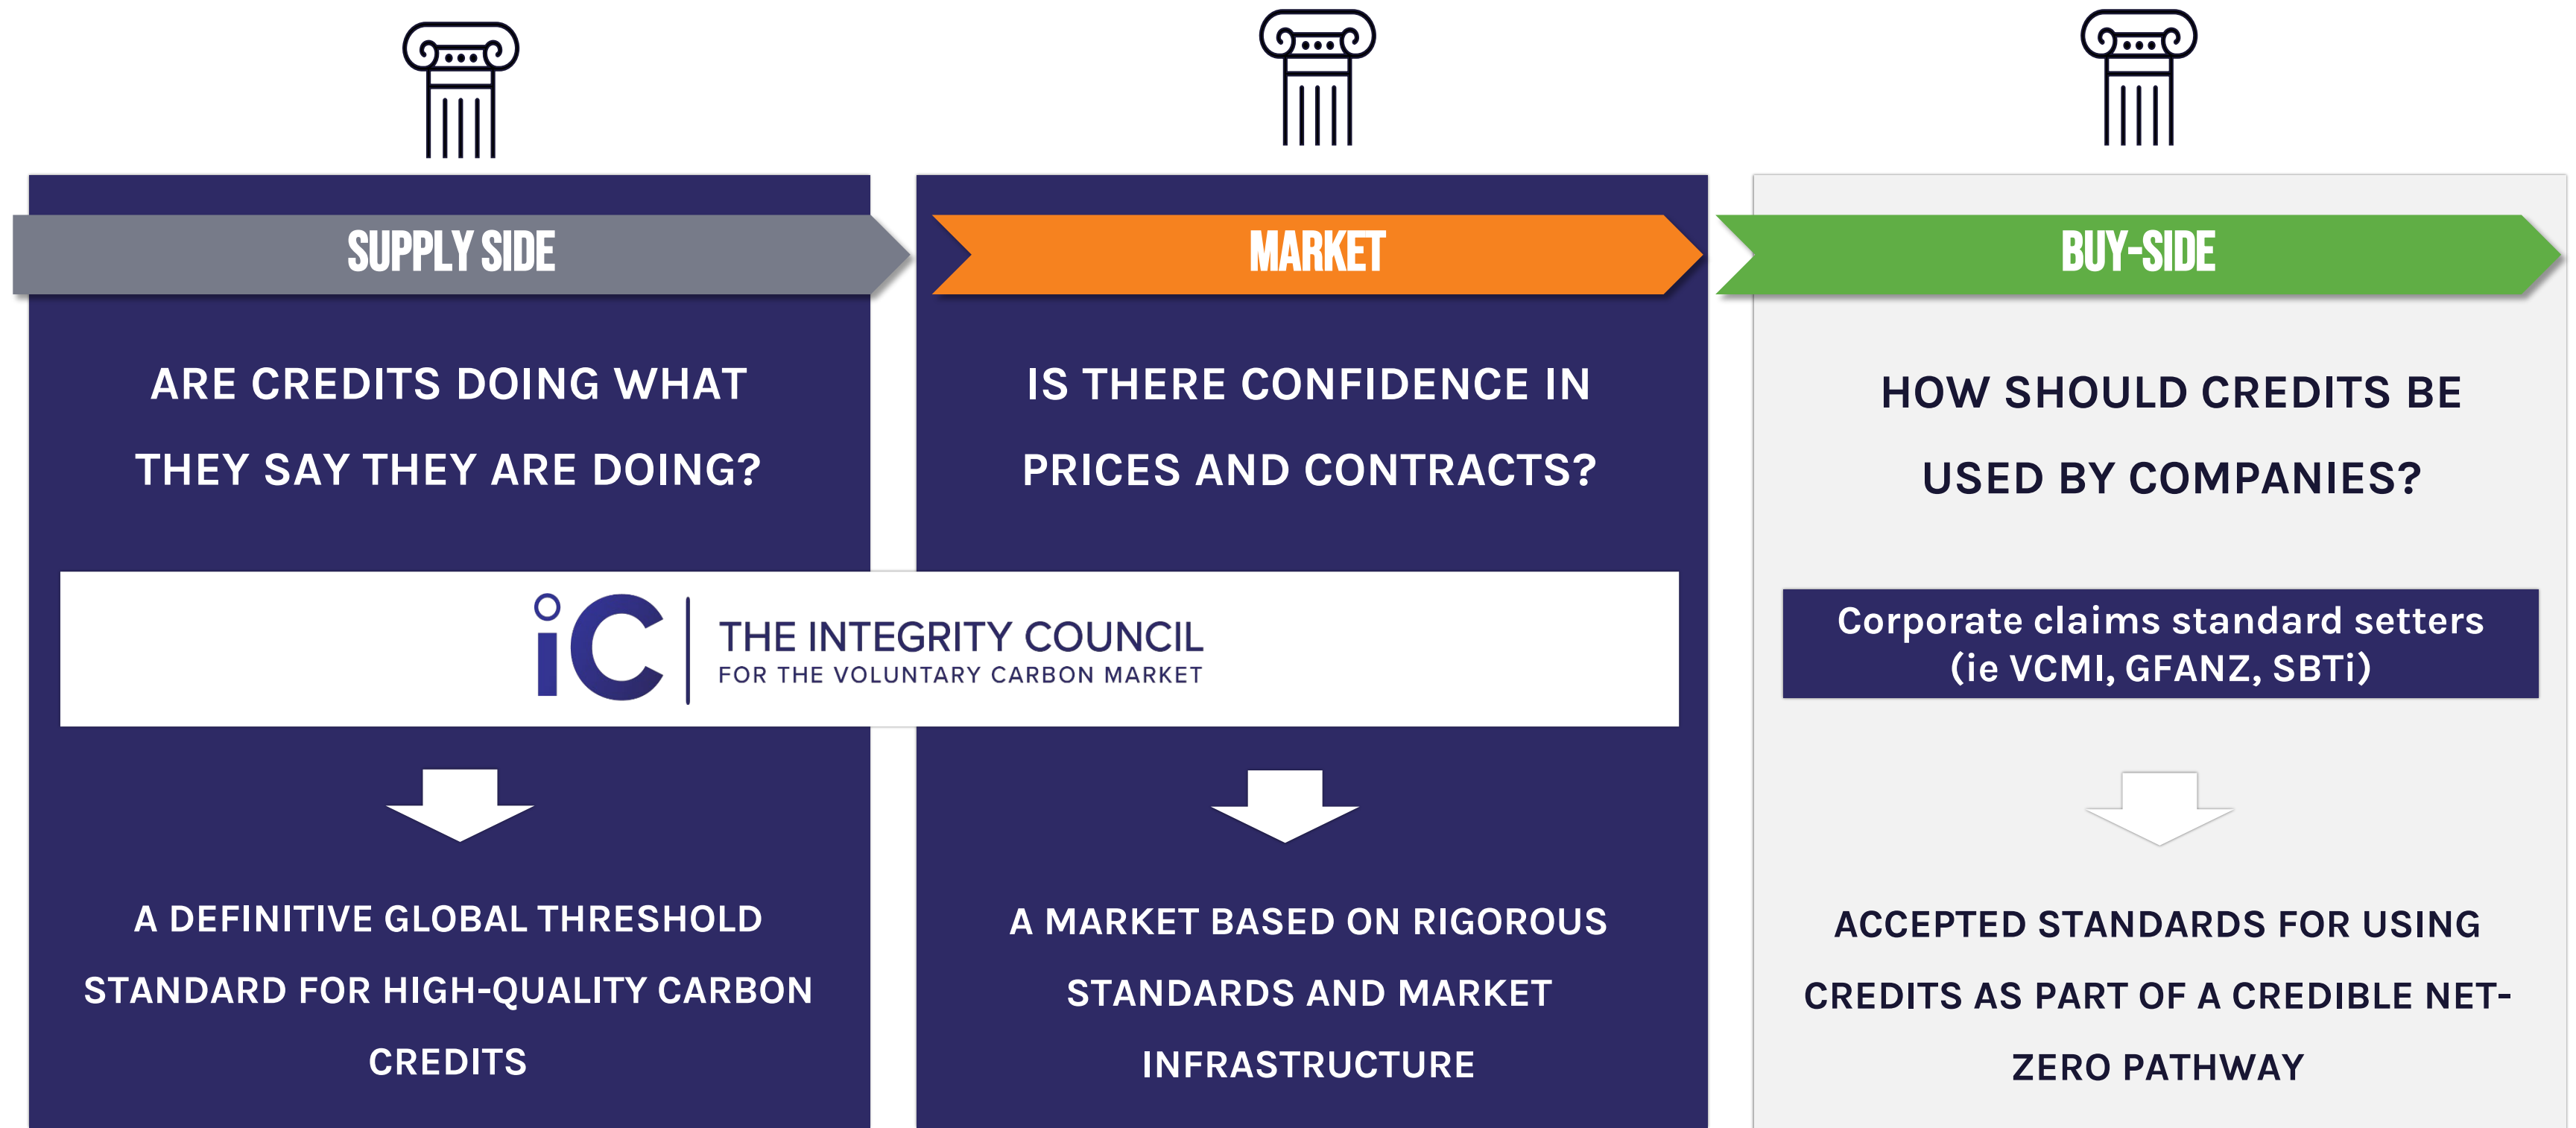 SUPPLY SIDE
ARE CREDITS DOING WHAT
THEY SAY THEY ARE DOING?
MARKET
IS THERE CONFIDENCE IN
PRICES AND CONTRACTS?
iC
THE INTEGRITY COUNCIL
FOR THE VOLUNTARY CARBON MARKET
A DEFINITIVE GLOBAL THRESHOLD
STANDARD FOR HIGH-QUALITY CARBON
CREDITS
A MARKET BASED ON RIGOROUS
STANDARDS AND MARKET
INFRASTRUCTURE
BUY-SIDE
HOW SHOULD CREDITS BE
USED BY COMPANIES?
Corporate claims standard setters
(ie VCMI, GFANZ, SBTi)
ACCEPTED STANDARDS FOR USING
CREDITS AS PART OF A CREDIBLE NET-
ZERO PATHWAY